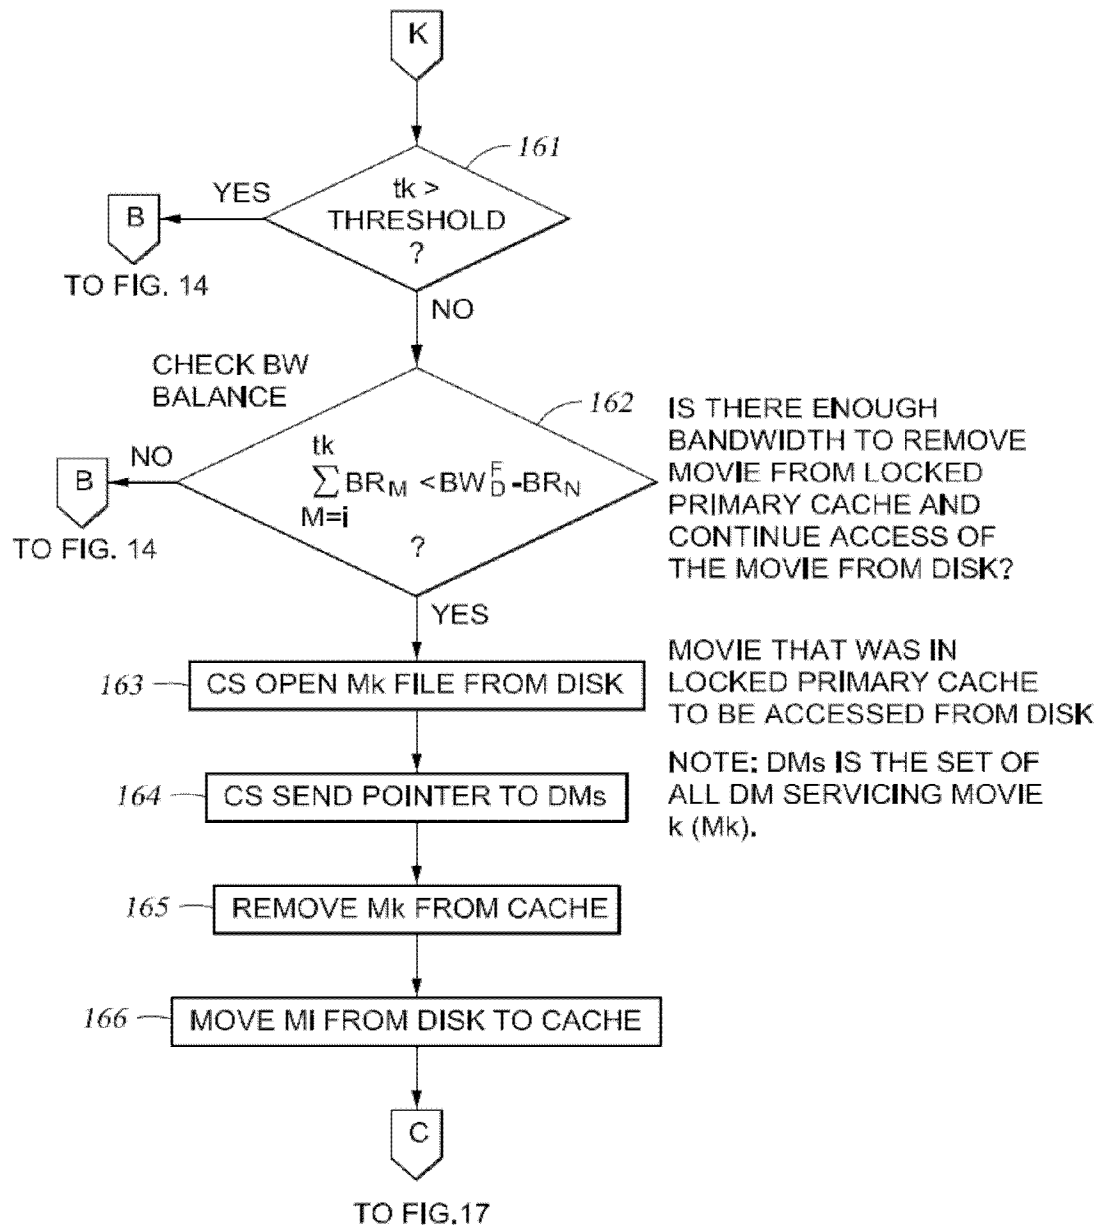 K
161
tk >
THRESHOLD
?
YES
B
TO FIG. 14
NO
CHECK BW
BALANCE
162
tk
∑ BR_M < BW_D^F - BR_N
M=i
?
NO
B
TO FIG. 14
IS THERE ENOUGH
BANDWIDTH TO REMOVE
MOVIE FROM LOCKED
PRIMARY CACHE AND
CONTINUE ACCESS OF
THE MOVIE FROM DISK?
YES
163
CS OPEN Mk FILE FROM DISK
MOVIE THAT WAS IN
LOCKED PRIMARY CACHE
TO BE ACCESSED FROM DISK
164
CS SEND POINTER TO DMs
NOTE: DMs IS THE SET OF
ALL DM SERVICING MOVIE
k (Mk).
165
REMOVE Mk FROM CACHE
166
MOVE MI FROM DISK TO CACHE
C
TO FIG.17